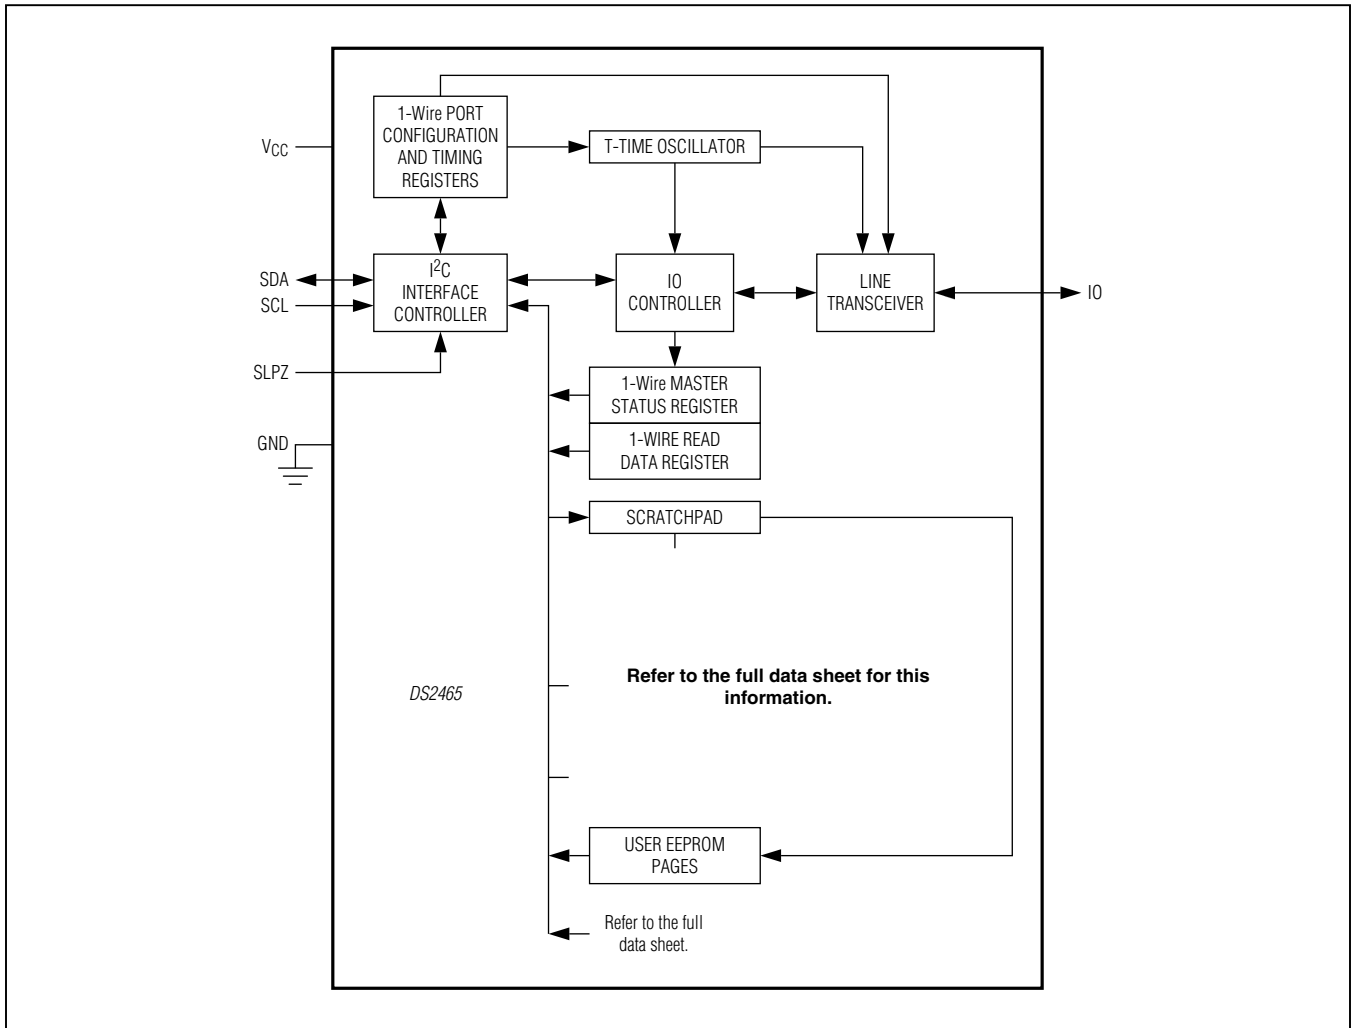 1-Wire PORT
CONFIGURATION
AND TIMING
REGISTERS
VCC
T-TIME OSCILLATOR
SDA
SCL
I2C
INTERFACE
CONTROLLER
IO
CONTROLLER
LINE
TRANSCEIVER
IO
SLPZ
1-Wire MASTER
STATUS REGISTER
GND
1-WIRE READ
DATA REGISTER
SCRATCHPAD
DS2465
Refer to the full data sheet for this
information.
USER EEPROM
PAGES
Refer to the full
data sheet.